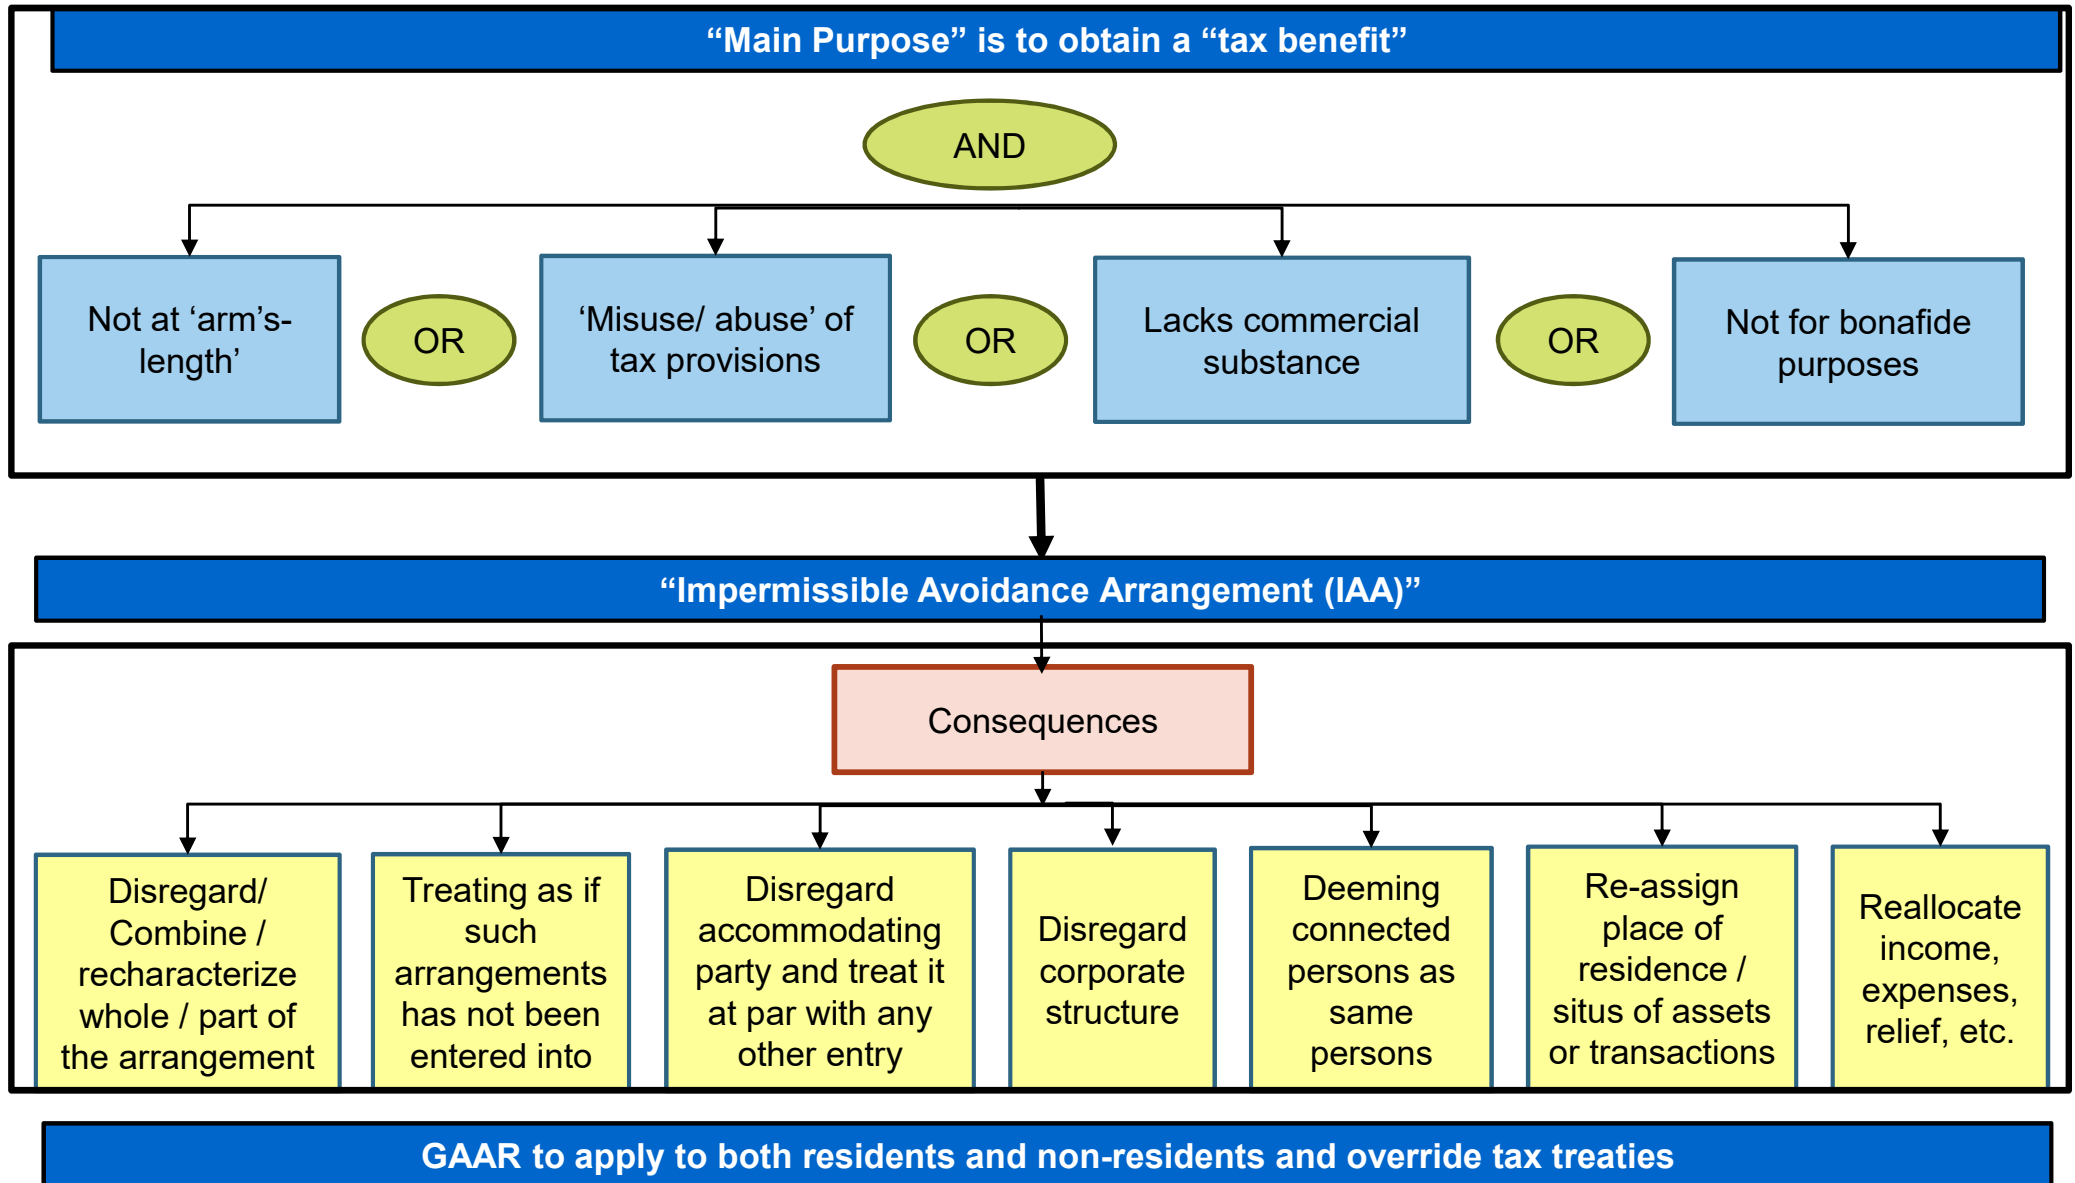 “Main Purpose” is to obtain a “tax benefit”
AND
Not at ‘arm's-
length’
OR
‘Misuse/ abuse’ of
tax provisions
OR
Lacks commercial
substance
OR
Not for bonafide
purposes
“Impermissible Avoidance Arrangement (IAA)”
Consequences
Disregard/
Combine /
recharacterize
whole / part of
the arrangement
Treating as if
such
arrangements
has not been
entered into
Disregard
accommodating
party and treat it
at par with any
other entry
Disregard
corporate
structure
Deeming
connected
persons as
same
persons
Re-assign
place of
residence /
situs of assets
or transactions
Reallocate
income,
expenses,
relief, etc.
GAAR to apply to both residents and non-residents and override tax treaties